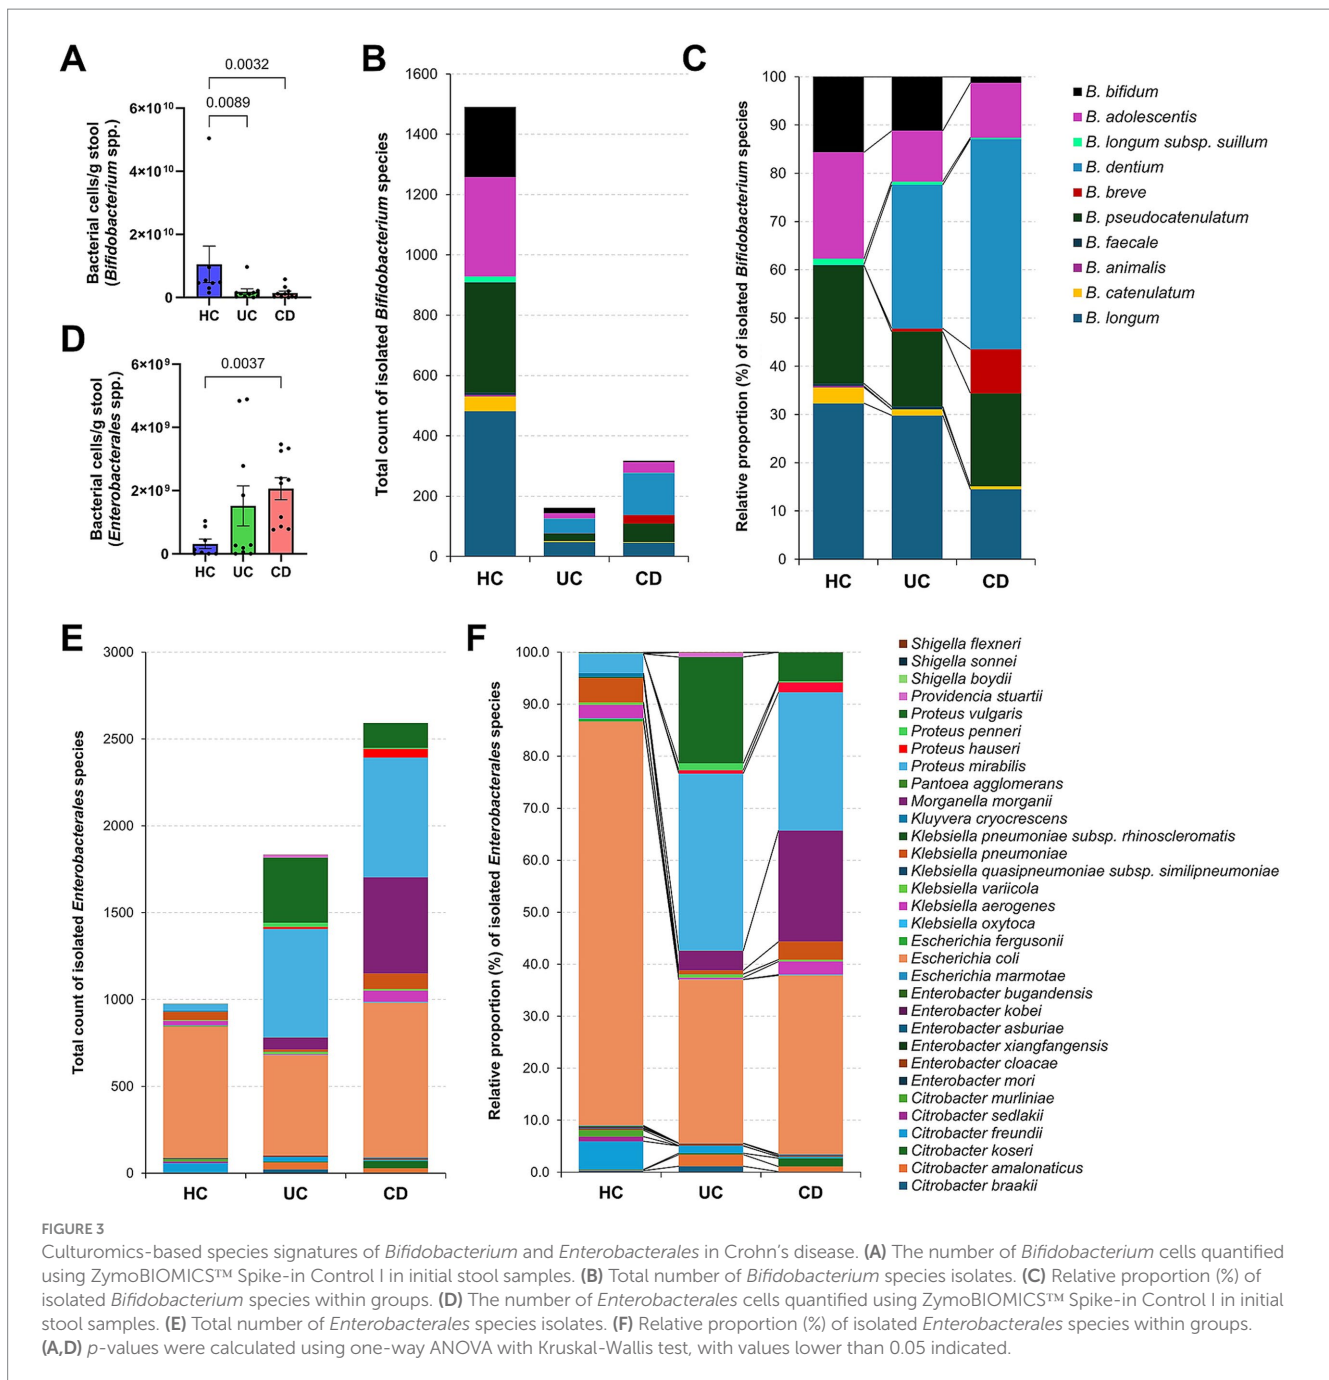 A
0.0032
0.0089
Bacterial cells/g stool
(Bifidobacterium spp.)
6×10¹⁰
4×10¹⁰
2×10¹⁰
0
HC UC CD
B
Total count of isolated Bifidobacterium species
1600
1400
1200
1000
800
600
400
200
0
HC UC CD
C
Relative proportion (%) of isolated Bifidobacterium species
100
90
80
70
60
50
40
30
20
10
0
HC UC CD
B. bifidum
B. adolescentis
B. longum subsp. suillum
B. dentium
B. breve
B. pseudocatenulatum
B. faecale
B. animalis
B. catenulatum
B. longum
D
0.0037
Bacterial cells/g stool
(Enterobacterales spp.)
6×10⁹
4×10⁹
2×10⁹
0
HC UC CD
E
Total count of isolated Enterobacterales species
3000
2500
2000
1500
1000
500
0
HC UC CD
F
Relative proportion (%) of isolated Enterobacterales species
100.0
90.0
80.0
70.0
60.0
50.0
40.0
30.0
20.0
10.0
0.0
HC UC CD
Shigella flexneri
Shigella sonnei
Shigella boydii
Providencia stuartii
Proteus vulgaris
Proteus penneri
Proteus hauseri
Proteus mirabilis
Pantoea agglomerans
Morganella morganii
Kluyvera cryocrescens
Klebsiella pneumoniae subsp. rhinoscleromatis
Klebsiella pneumoniae
Klebsiella quasipneumoniae subsp. similipneumoniae
Klebsiella variicola
Klebsiella aerogenes
Klebsiella oxytoca
Escherichia fergusonii
Escherichia coli
Escherichia marmotae
Enterobacter bugandensis
Enterobacter kobei
Enterobacter asburiae
Enterobacter xiangfangensis
Enterobacter cloacae
Enterobacter mori
Citrobacter murliniae
Citrobacter sedlakii
Citrobacter freundii
Citrobacter koseri
Citrobacter amalonaticus
Citrobacter braakii
FIGURE 3
Culturomics-based species signatures of Bifidobacterium and Enterobacterales in Crohn's disease. (A) The number of Bifidobacterium cells quantified
using ZymoBIOMICS™ Spike-in Control I in initial stool samples. (B) Total number of Bifidobacterium species isolates. (C) Relative proportion (%) of
isolated Bifidobacterium species within groups. (D) The number of Enterobacterales cells quantified using ZymoBIOMICS™ Spike-in Control I in initial
stool samples. (E) Total number of Enterobacterales species isolates. (F) Relative proportion (%) of isolated Enterobacterales species within groups.
(A,D) p-values were calculated using one-way ANOVA with Kruskal-Wallis test, with values lower than 0.05 indicated.